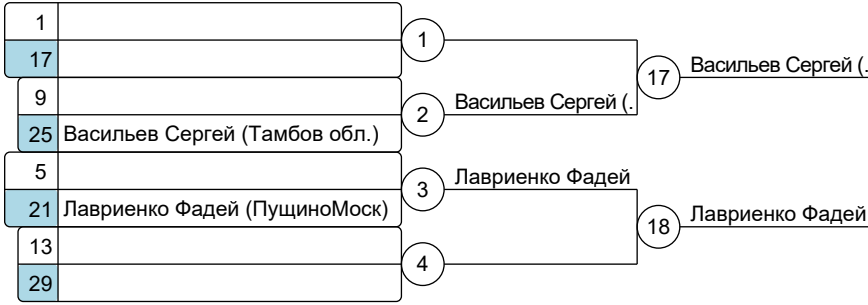 1
17
1
9
25 Васильев Сергей (Тамбов обл.)
2
Васильев Сергей (.
17
Васильев Сергей (.
5
21 Лавриенко Фадей (ПущиноМоск)
3
Лавриенко Фадей
13
29
4
18
Лавриенко Фадей